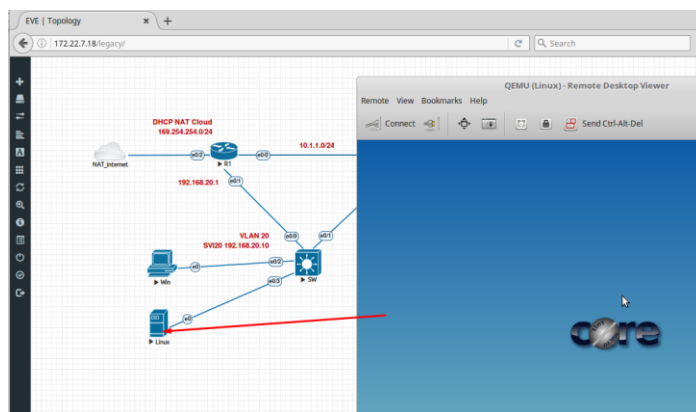 EVE | Topology
172.22.7.18/legacy/
Search
QEMU (Linux) - Remote Desktop Viewer
Remote View Bookmarks Help
Connect
Send Ctrl-Alt-Del
DHCP NAT Cloud
169.254.254.0/24
10.1.1.0/24
NAT_internet
e0/2
R1
e0/0
192.168.20.1
e0/1
VLAN 20
SVI20 192.168.20.10
e0/0
e0/1
e0
Win
e0/2
SW
e0/3
e0
Linux
core